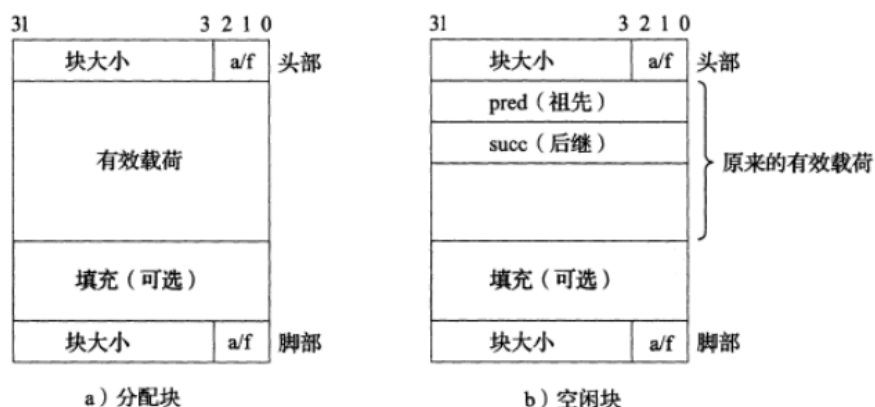 31 3 2 1 0
块大小 a/f 头部
有效载荷
填充（可选）
块大小 a/f 脚部
a）分配块
31 3 2 1 0
块大小 a/f 头部
pred（祖先）
succ（后继）
原来的有效载荷
填充（可选）
块大小 a/f 脚部
b）空闲块